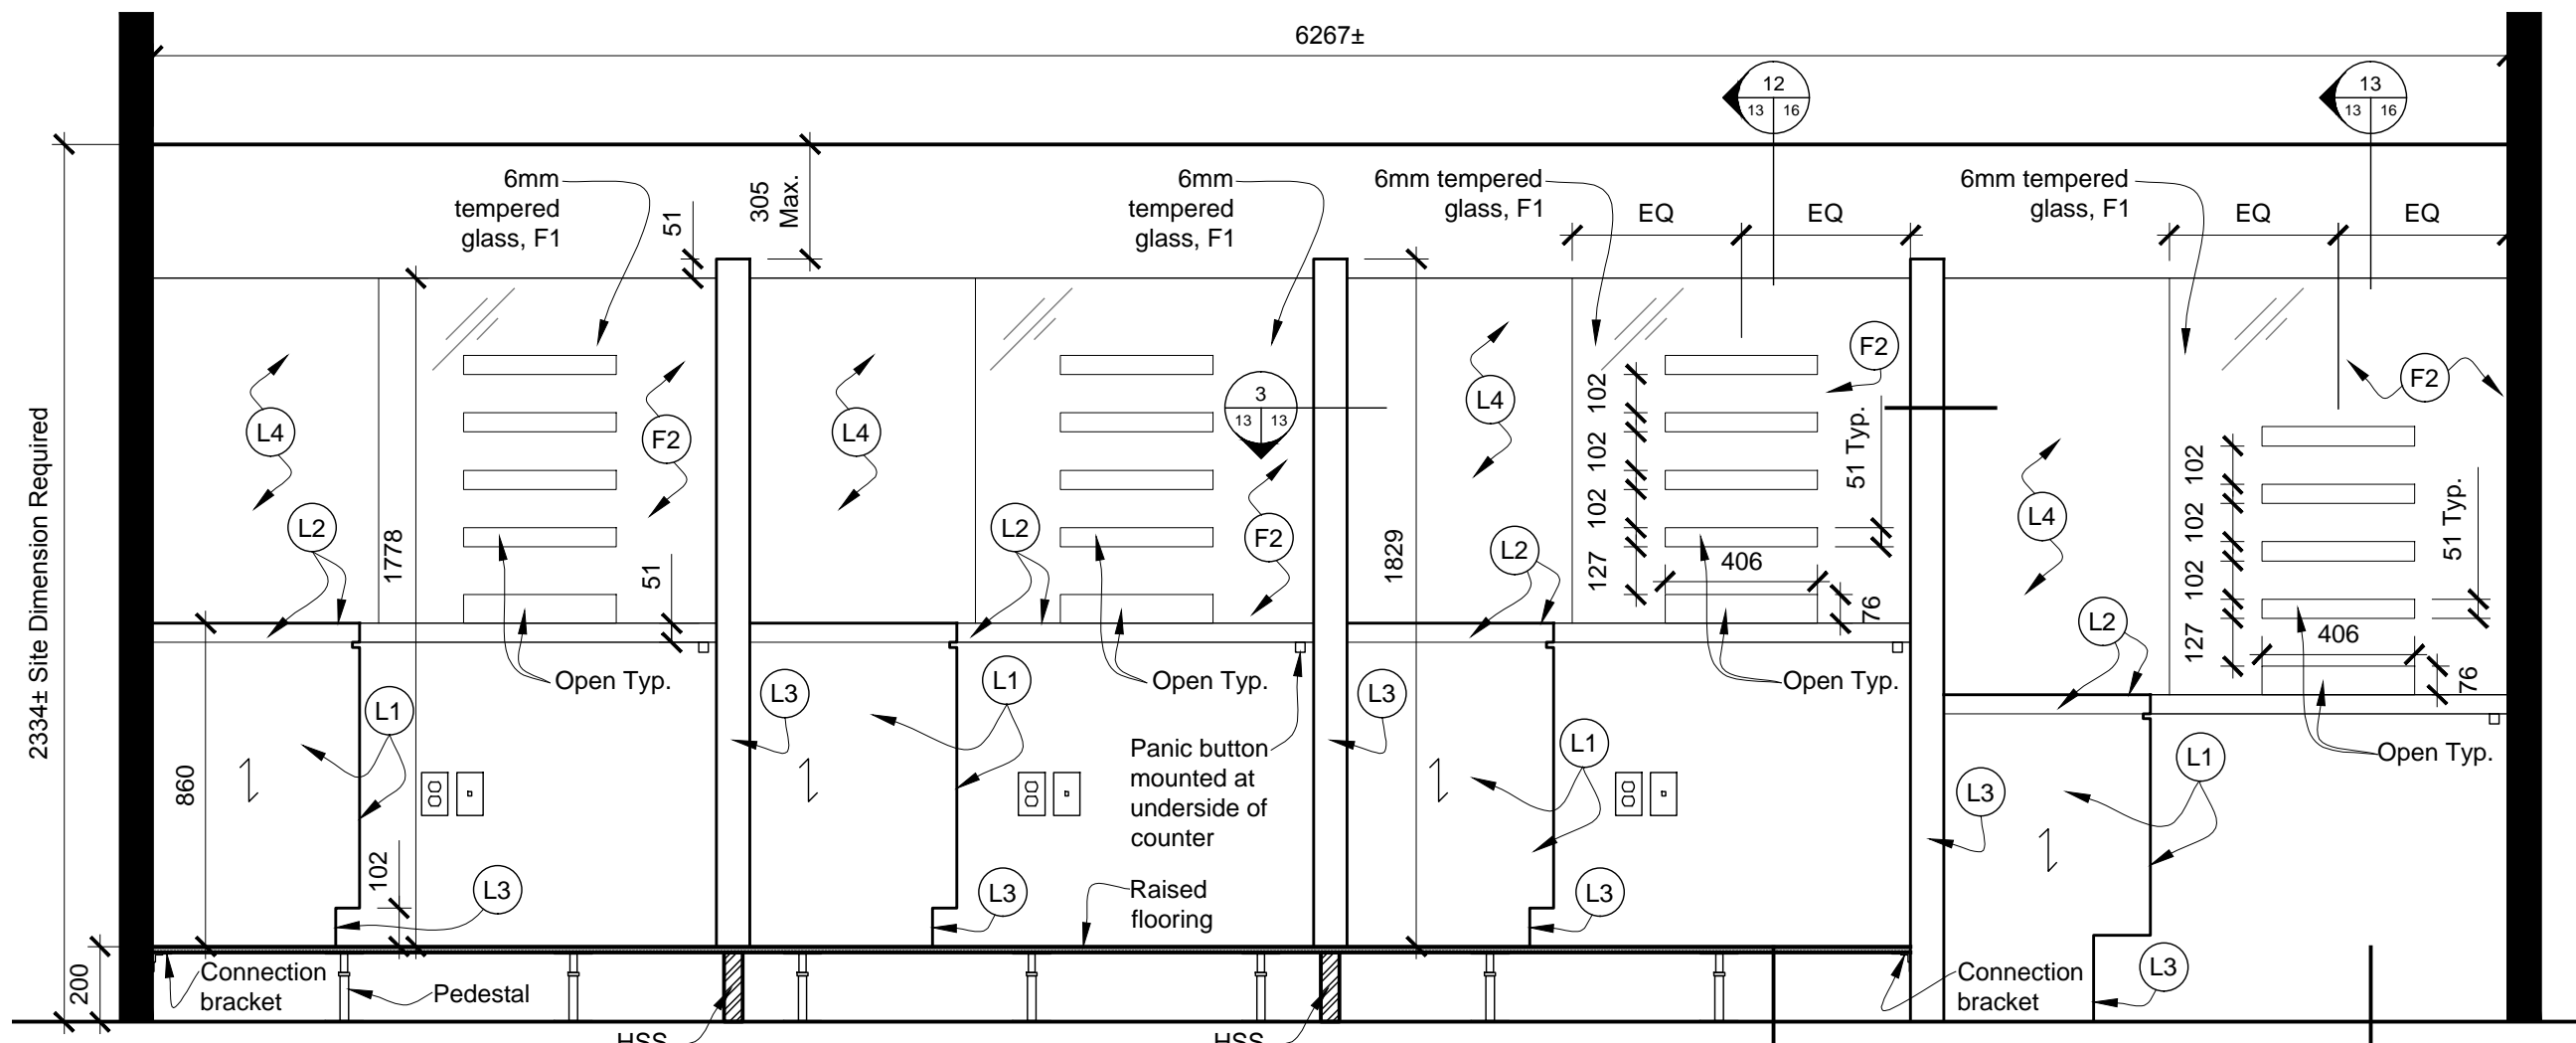 6267±
12
13 16
13
13 16
6mm
tempered
glass, F1
51
305
Max.
6mm
tempered
glass, F1
6mm tempered
glass, F1
EQ
EQ
6mm tempered
glass, F1
EQ
EQ
2334± Site Dimension Required
L4
F2
L2
1778
51
Open Typ.
860
L1
102
L3
200
Connection
bracket
Pedestal
HSS
L4
3
13 13
F2
L2
Open Typ.
L3
L1
Panic button
mounted at
underside of
counter
L3
Raised
flooring
HSS
1829
L4
L2
102
102
102
127
406
51 Typ.
76
F2
Open Typ.
L3
L1
L3
L4
L2
102
102
102
127
406
51 Typ.
76
F2
Open Typ.
L3
L1
L3
Connection
bracket